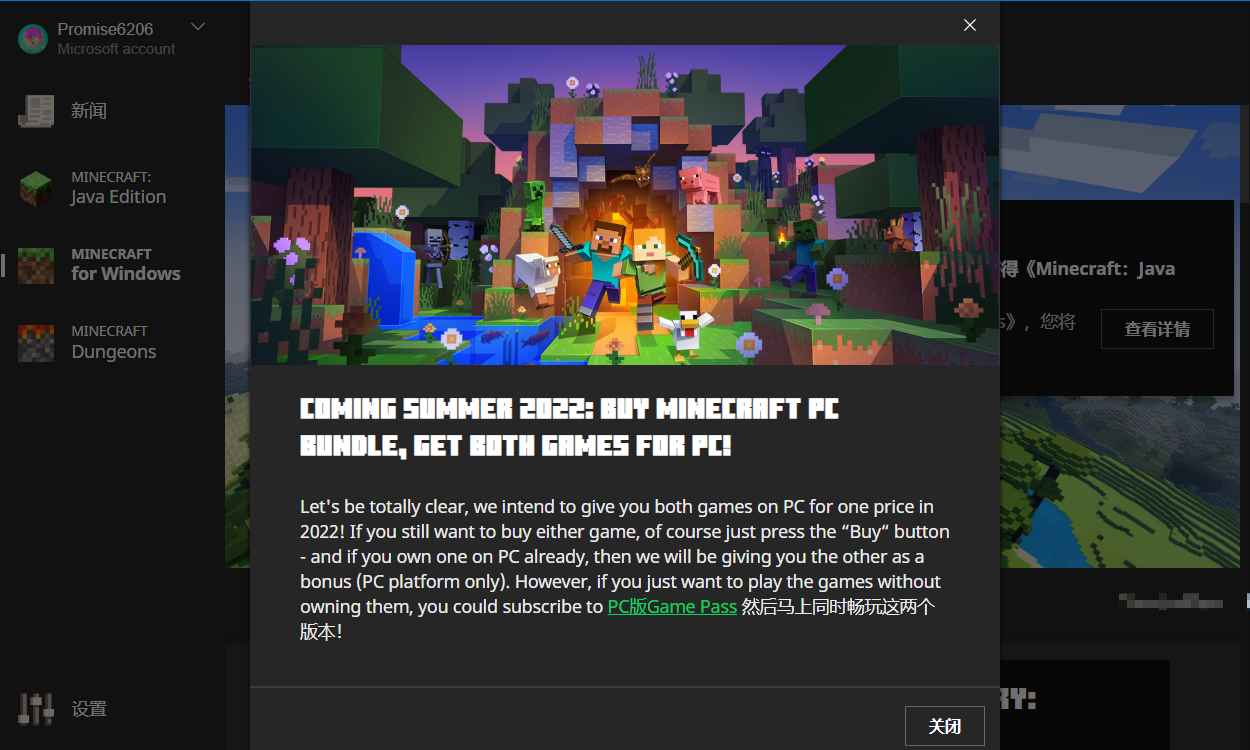 Promise6206
Microsoft account
新闻
MINECRAFT:
Java Edition
MINECRAFT
for Windows
MINECRAFT
Dungeons
设置
COMING SUMMER 2022: BUY MINECRAFT PC
BUNDLE, GET BOTH GAMES FOR PC!
Let's be totally clear, we intend to give you both games on PC for one price in
2022! If you still want to buy either game, of course just press the “Buy“ button
- and if you own one on PC already, then we will be giving you the other as a
bonus (PC platform only). However, if you just want to play the games without
owning them, you could subscribe to PC版Game Pass 然后马上同时畅玩这两个
版本!
关闭
得《Minecraft：Java
s》，您将
查看详情
RY: